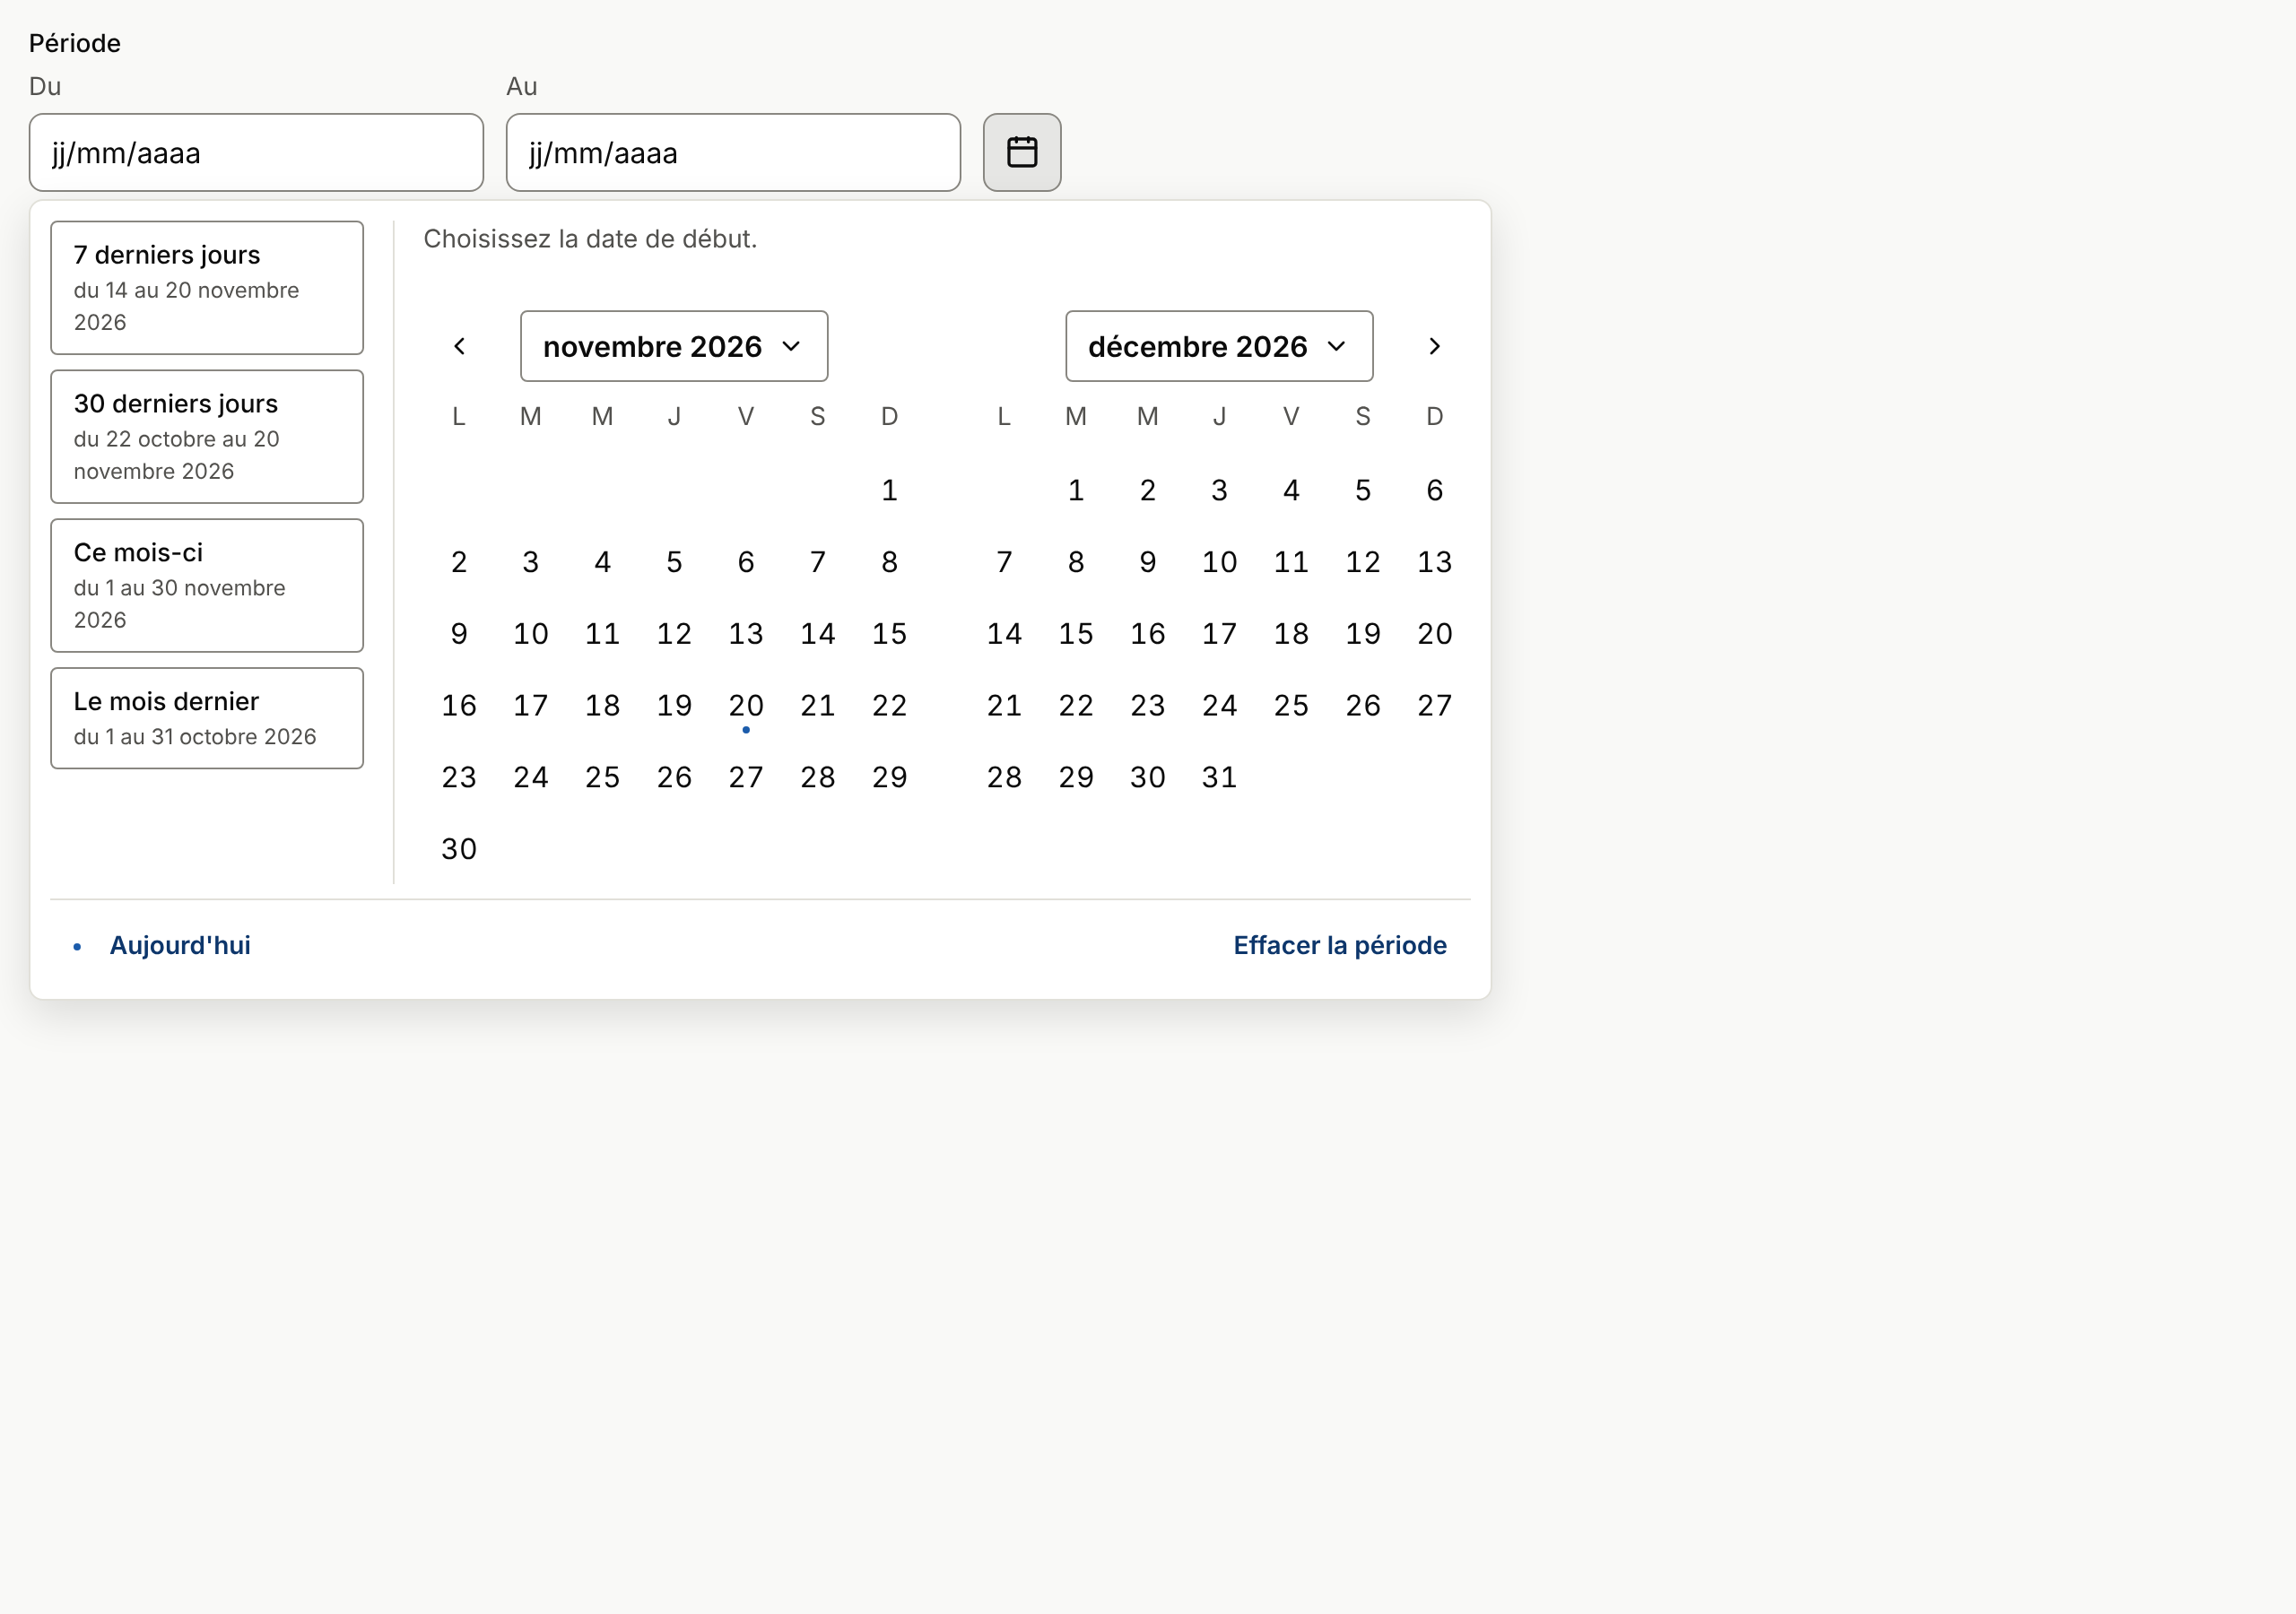 Période
Du
Au
jj/mm/aaaa
jj/mm/aaaa
7 derniers jours
du 14 au 20 novembre
2026
30 derniers jours
du 22 octobre au 20
novembre 2026
Ce mois-ci
du 1 au 30 novembre
2026
Le mois dernier
du 1 au 31 octobre 2026
Choisissez la date de début.
novembre 2026
L M M J V S D
1
2 3 4 5 6 7 8
9 10 11 12 13 14 15
16 17 18 19 20 21 22
23 24 25 26 27 28 29
30
décembre 2026
L M M J V S D
1 2 3 4 5 6
7 8 9 10 11 12 13
14 15 16 17 18 19 20
21 22 23 24 25 26 27
28 29 30 31
Aujourd'hui
Effacer la période